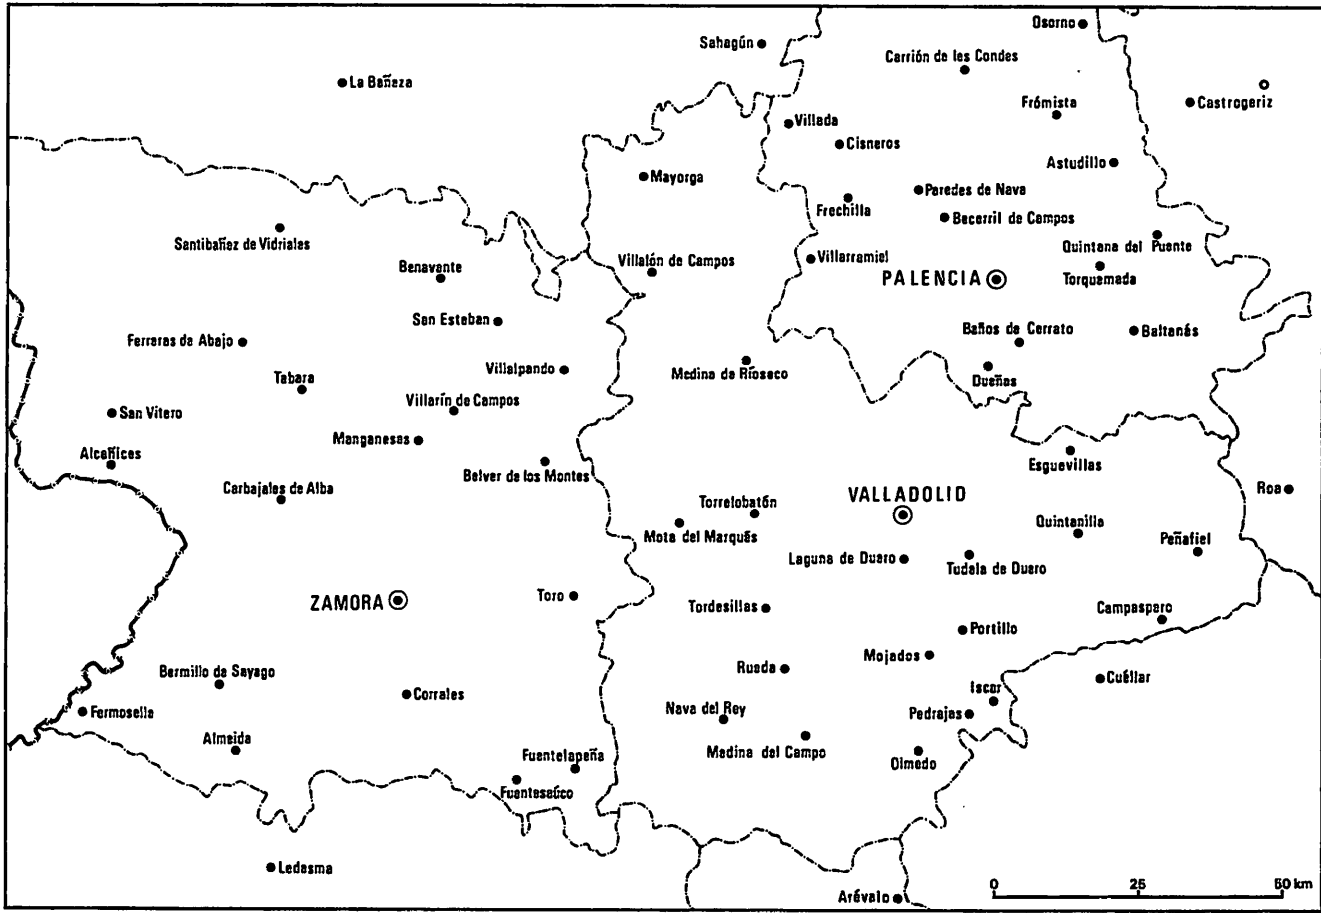 Osorno
Sahagún
Carrión de les Condes
La Bañeza
Frómista
Castrogeriz
Villada
Cisneros
Astudillo
Mayorga
Paredes de Nava
Frechilla
Becerril de Campos
Santibañez de Vidriales
Quintana del Puente
Benavente
Villalón de Campos
Villarramiel
PALENCIA
Torquemada
San Esteban
Ferreras de Abajo
Baños de Cerrato
Baltanás
Tabara
Villalpando
Medina de Ríoseco
Dueñas
San Vitero
Villarín de Campos
Manganeses
Alcañices
Belver de los Montes
Esguevillas
Carbajales de Alba
VALLADOLID
Roa
Torrelobatón
Mota del Marqués
Quintanilla
Peñafiel
Laguna de Duero
Tudela de Duero
ZAMORA
Toro
Tordesillas
Campaspero
Portillo
Mojados
Bermillo de Sayago
Rueda
Cuéllar
Corrales
Iscar
Fermoselle
Nava del Rey
Pedrajas
Almeida
Medina del Campo
Olmedo
Fuentelapeña
Fuentesaúco
Ledesma
Arévalo
0 25 50 km